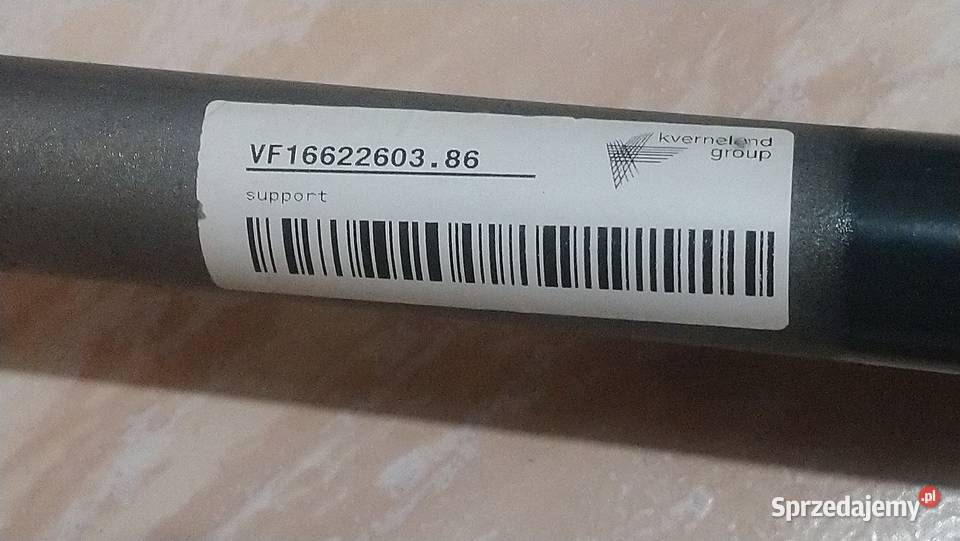 kverneland
group
VF16622603.86
support
Sprzedajemy.pl